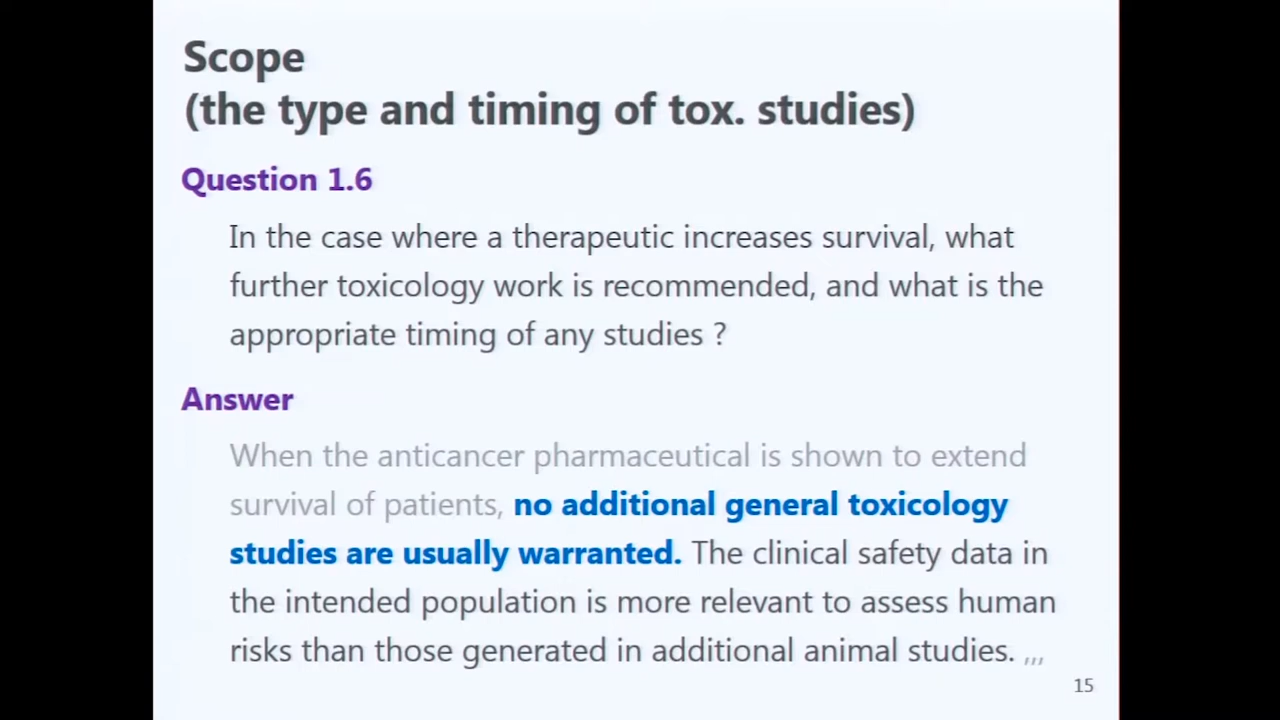 Scope
(the type and timing of tox. studies)
Question 1.6
In the case where a therapeutic increases survival, what
further toxicology work is recommended, and what is the
appropriate timing of any studies ?
Answer
When the anticancer pharmaceutical is shown to extend
survival of patients, no additional general toxicology
studies are usually warranted. The clinical safety data in
the intended population is more relevant to assess human
risks than those generated in additional animal studies. ,,,
15